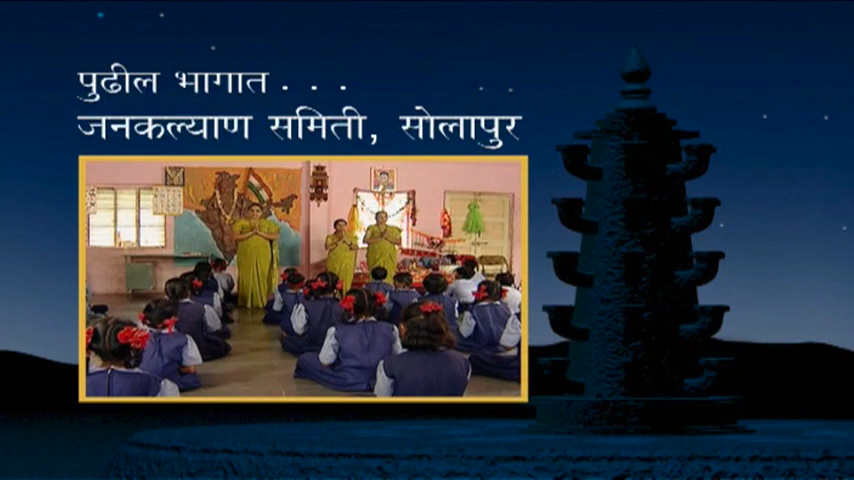 पुढील भागात . . .
जनकल्याण समिती, सोलापुर